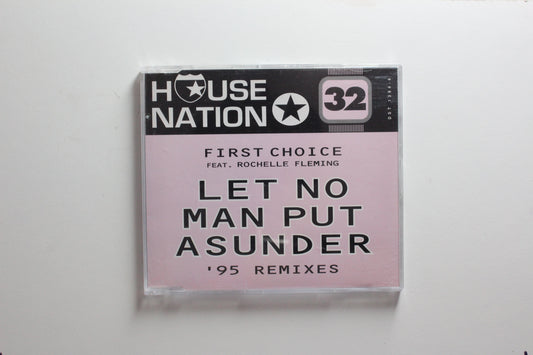 HOUSE
NATION
32
FIRST CHOICE
FEAT. ROCHELLE FLEMING
LET NO
MAN PUT
ASUNDER
'95 REMIXES